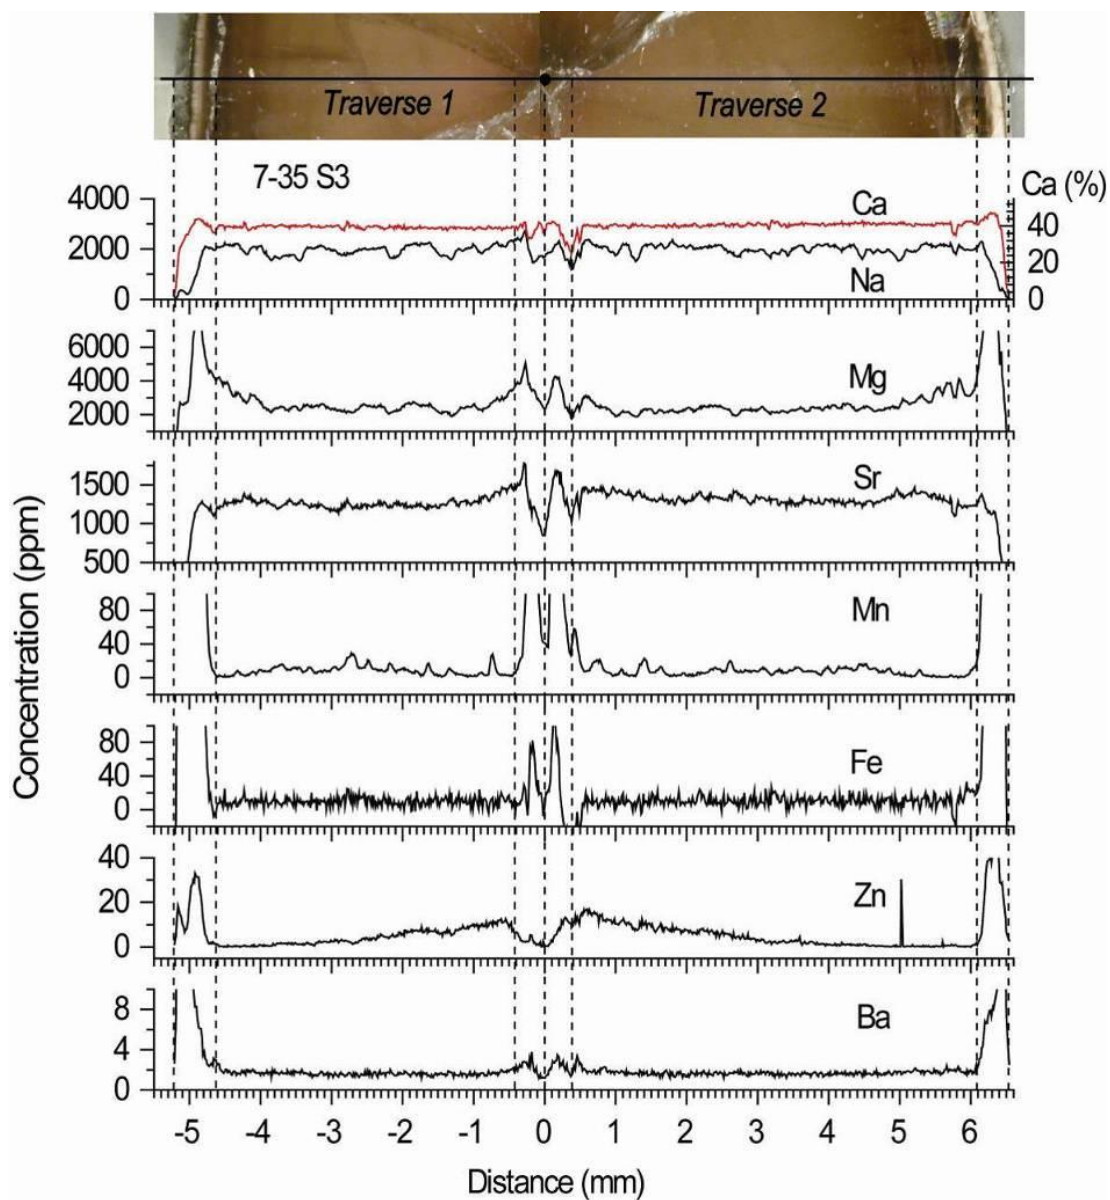 Traverse 1 Traverse 2
7-35 S3
Ca (%)
4000 Ca 40
2000 20
0 Na 0
6000
4000 Mg
2000
1500 Sr
1000
500
80 Mn
40
0
80
40 Fe
0
40
20 Zn
0
8 Ba
4
0
-5 -4 -3 -2 -1 0 1 2 3 4 5 6
Distance (mm)
Concentration (ppm)